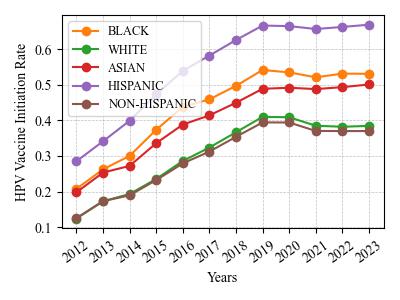 BLACK
WHITE
ASIAN
HISPANIC
NON-HISPANIC
HPV Vaccine Initiation Rate
0.6
0.5
0.4
0.3
0.2
0.1
2012 2013 2014 2015 2016 2017 2018 2019 2020 2021 2022 2023
Years